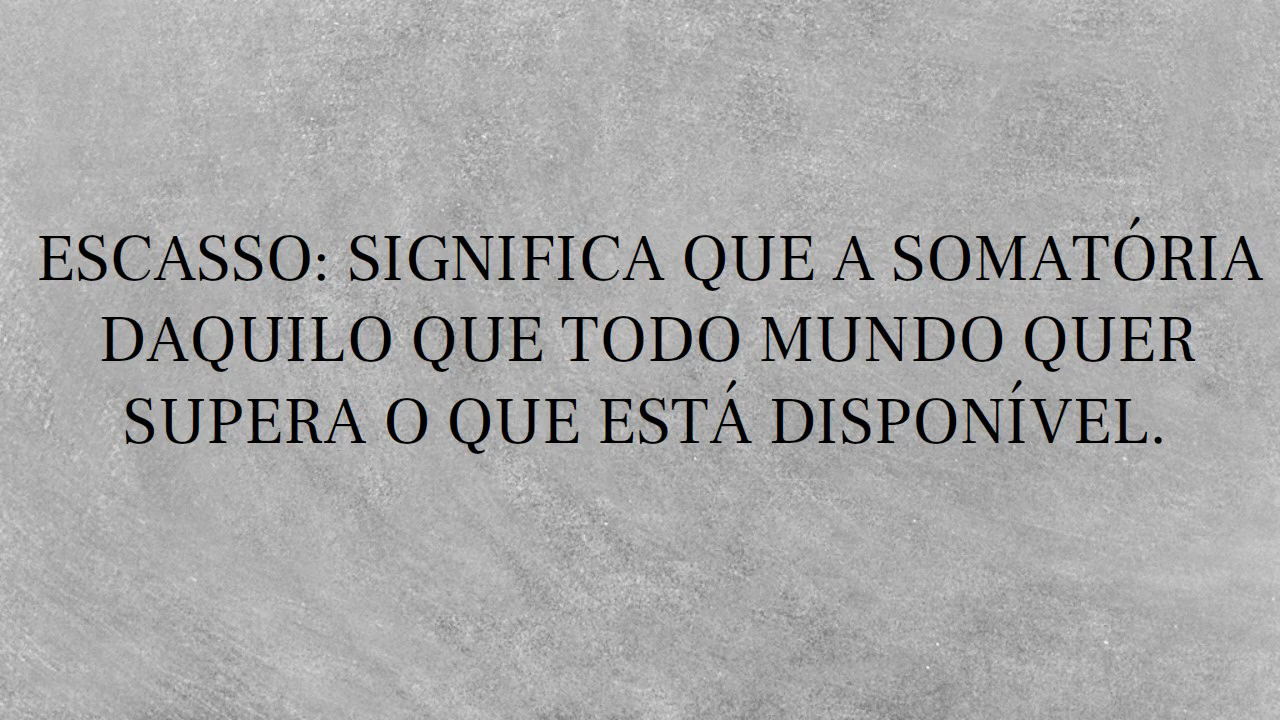 ESCASSO: SIGNIFICA QUE A SOMATÓRIA
DAQUILO QUE TODO MUNDO QUER
SUPERA O QUE ESTÁ DISPONÍVEL.